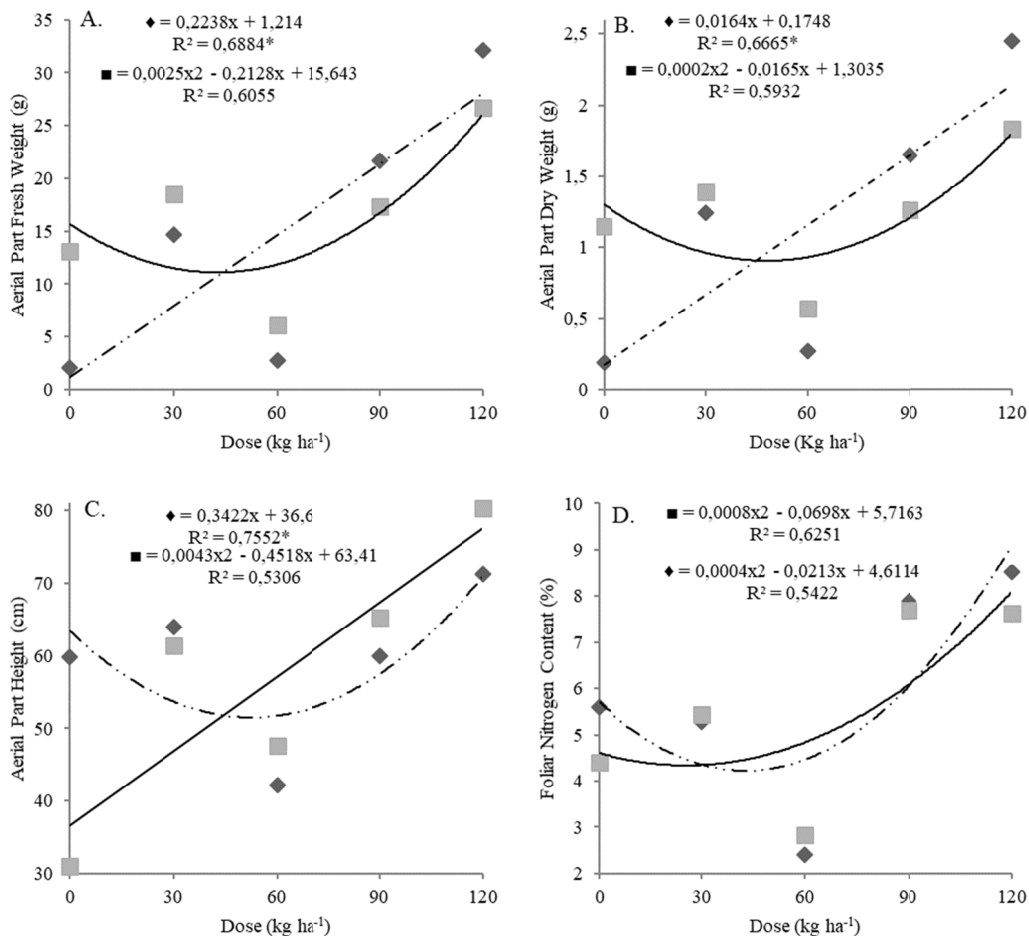 A.
♦ = 0,2238x + 1,214
R² = 0,6884*
■ = 0,0025x2 - 0,2128x + 15,643
R² = 0,6055
35
30
25
20
15
10
5
0
Aerial Part Fresh Weight (g)
0 30 60 90 120
Dose (kg ha⁻¹)
B.
♦ = 0,0164x + 0,1748
R² = 0,6665*
■ = 0,0002x2 - 0,0165x + 1,3035
R² = 0,5932
2,5
2
1,5
1
0,5
0
Aerial Part Dry Weight (g)
0 30 60 90 120
Dose (Kg ha⁻¹)
C.
♦ = 0,3422x + 36,6
R² = 0,7552*
■ = 0,0043x2 - 0,4518x + 63,41
R² = 0,5306
80
70
60
50
40
30
Aerial Part Height (cm)
0 30 60 90 120
Dose (kg ha⁻¹)
D.
■ = 0,0008x2 - 0,0698x + 5,7163
R² = 0,6251
♦ = 0,0004x2 - 0,0213x + 4,6114
R² = 0,5422
10
9
8
7
6
5
4
3
2
Foliar Nitrogen Content (%)
0 30 60 90 120
Dose (kg ha⁻¹)